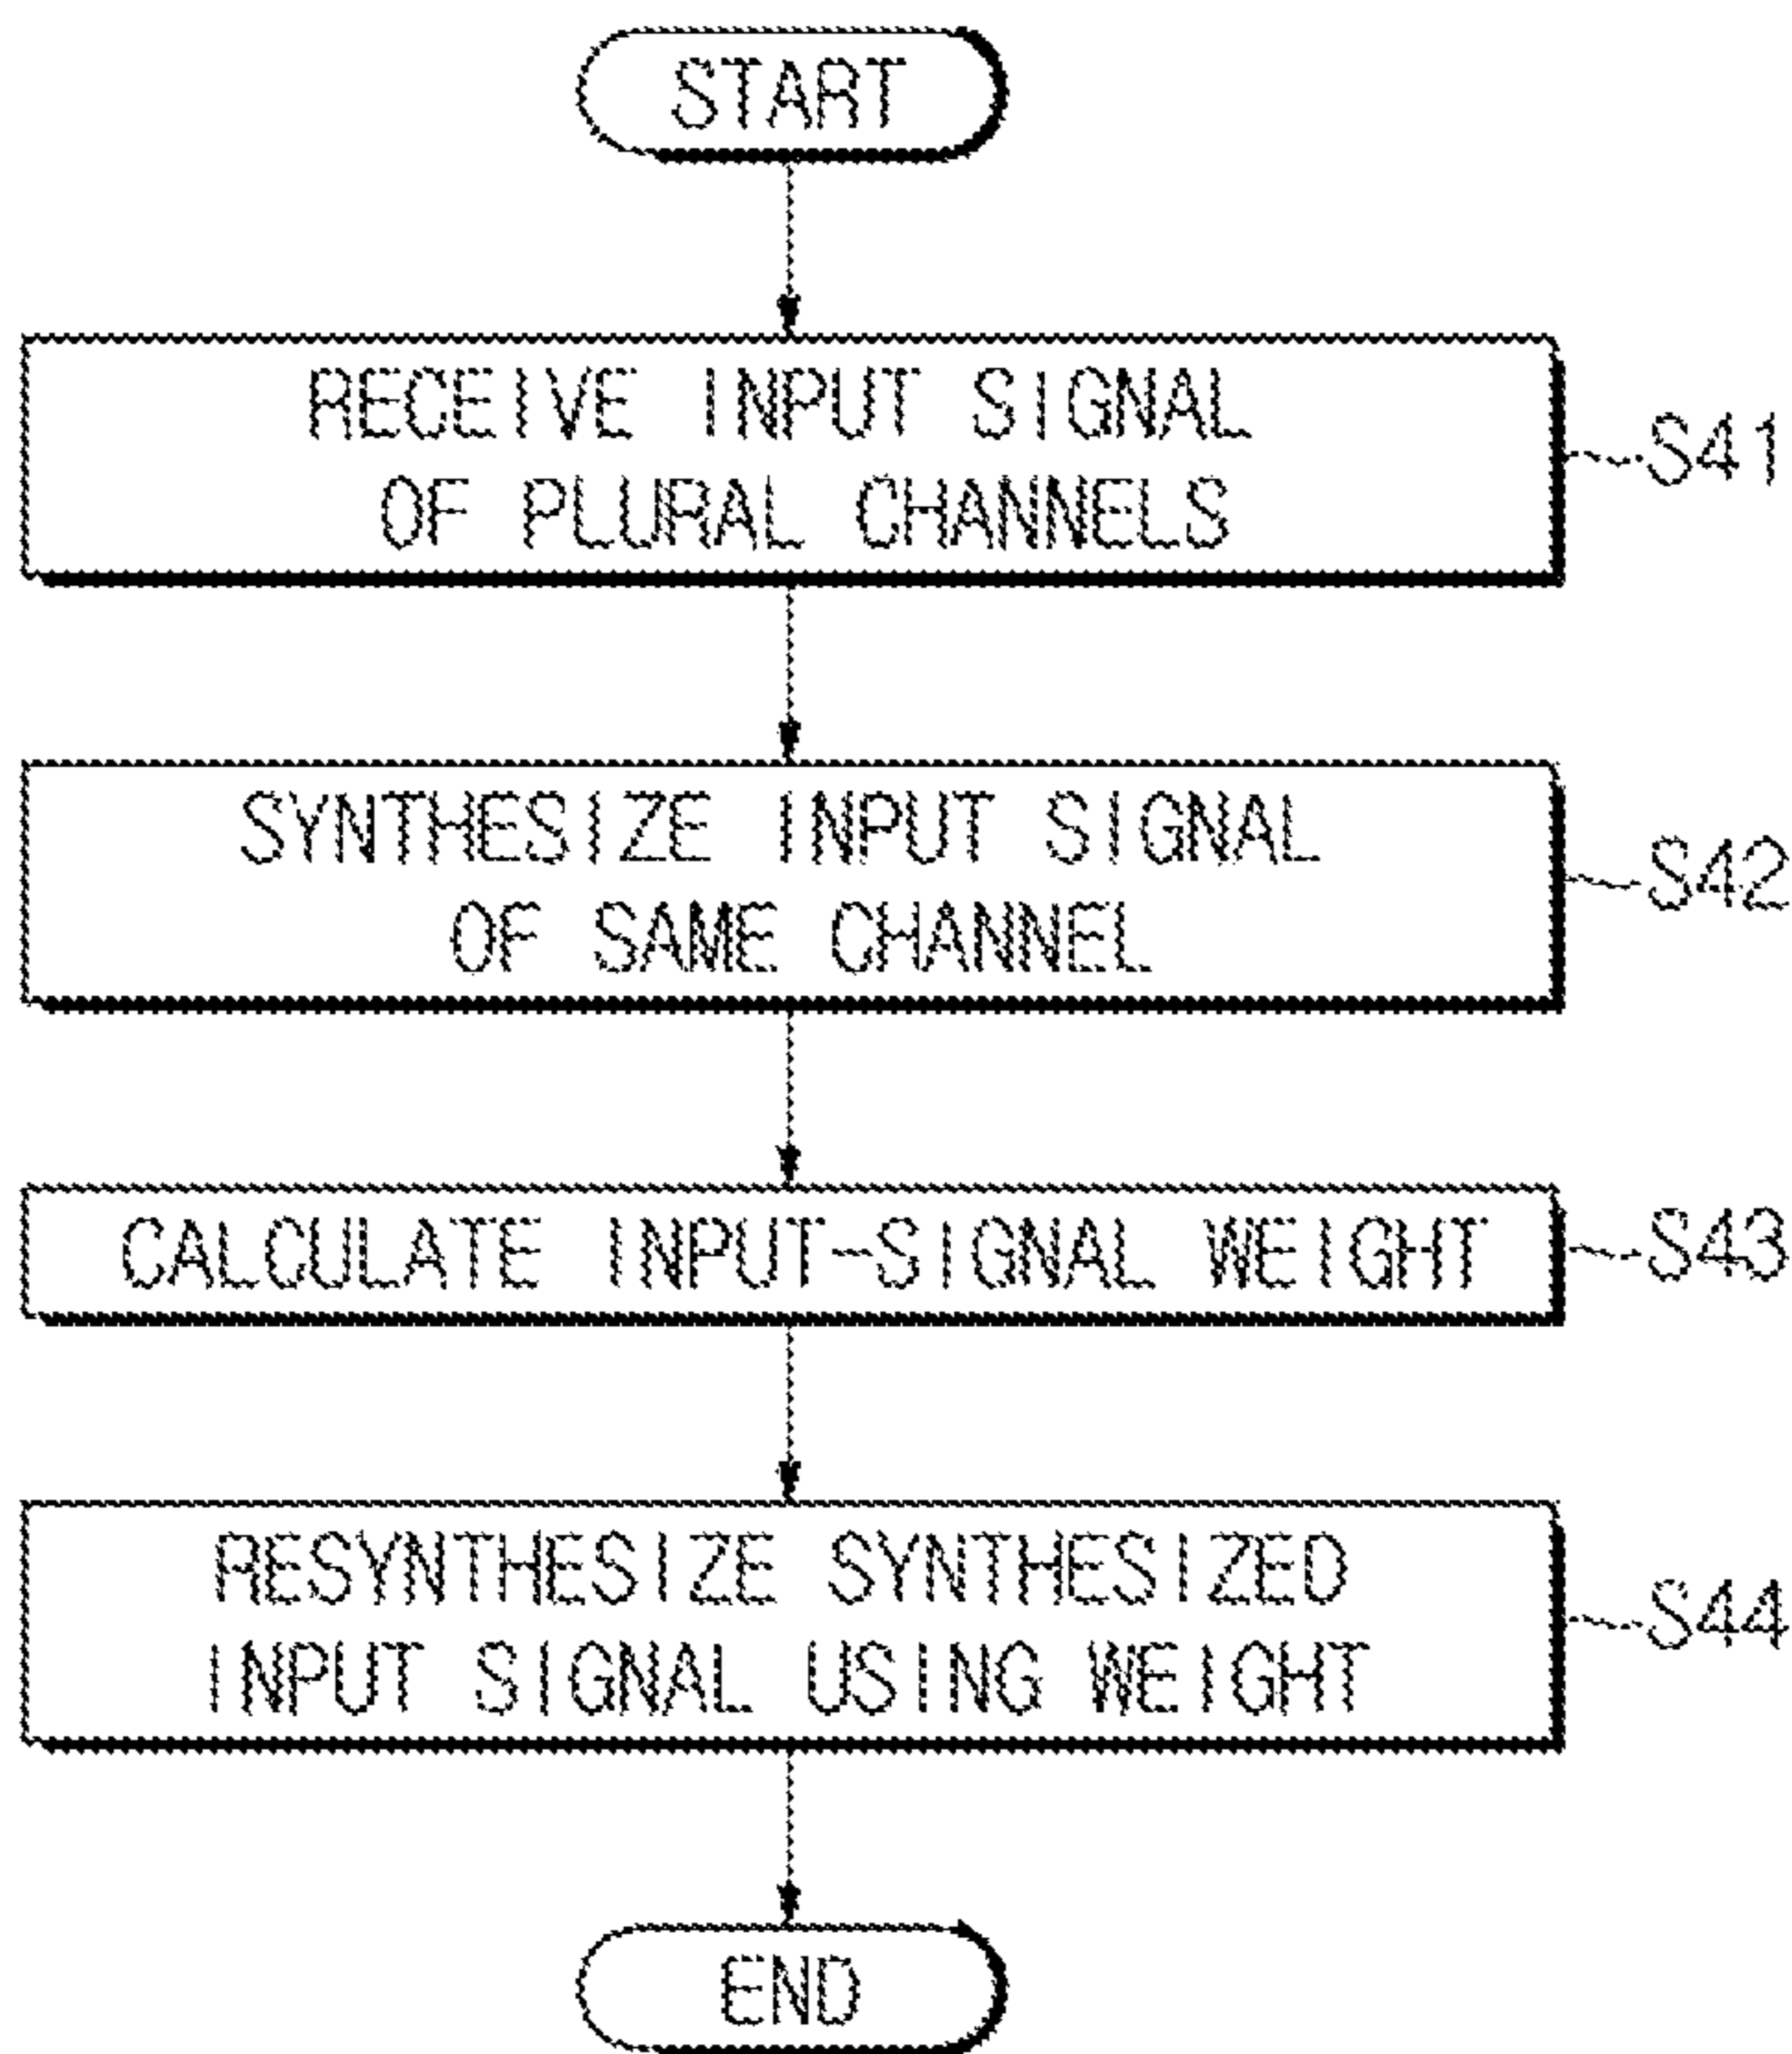 START
RECEIVE INPUT SIGNAL
OF PLURAL CHANNELS
S41
SYNTHESIZE INPUT SIGNAL
OF SAME CHANNEL
S42
CALCULATE INPUT-SIGNAL WEIGHT
S43
RESYNTHESIZE SYNTHESIZED
INPUT SIGNAL USING WEIGHT
S44
END